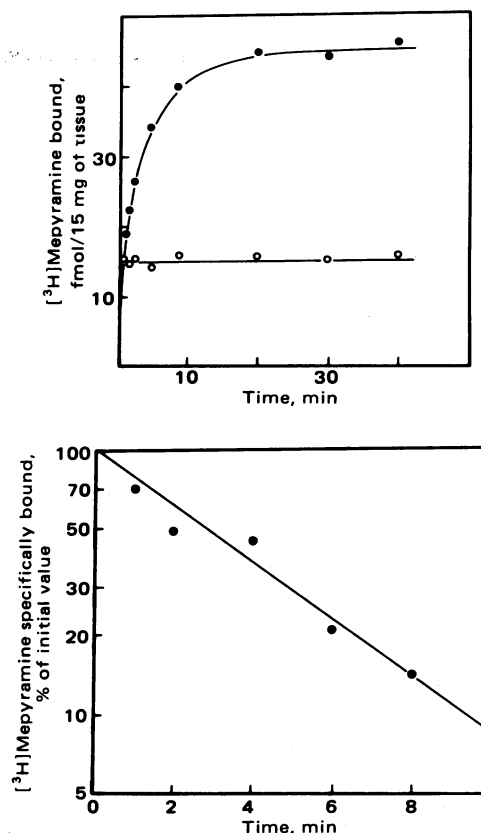 [³H]Mepyramine bound,
fmol/15 mg of tissue
30
10
10
30
Time, min
[³H]Mepyramine specifically bound,
% of initial value
100
70
50
30
20
10
5
0
2
4
6
8
Time, min